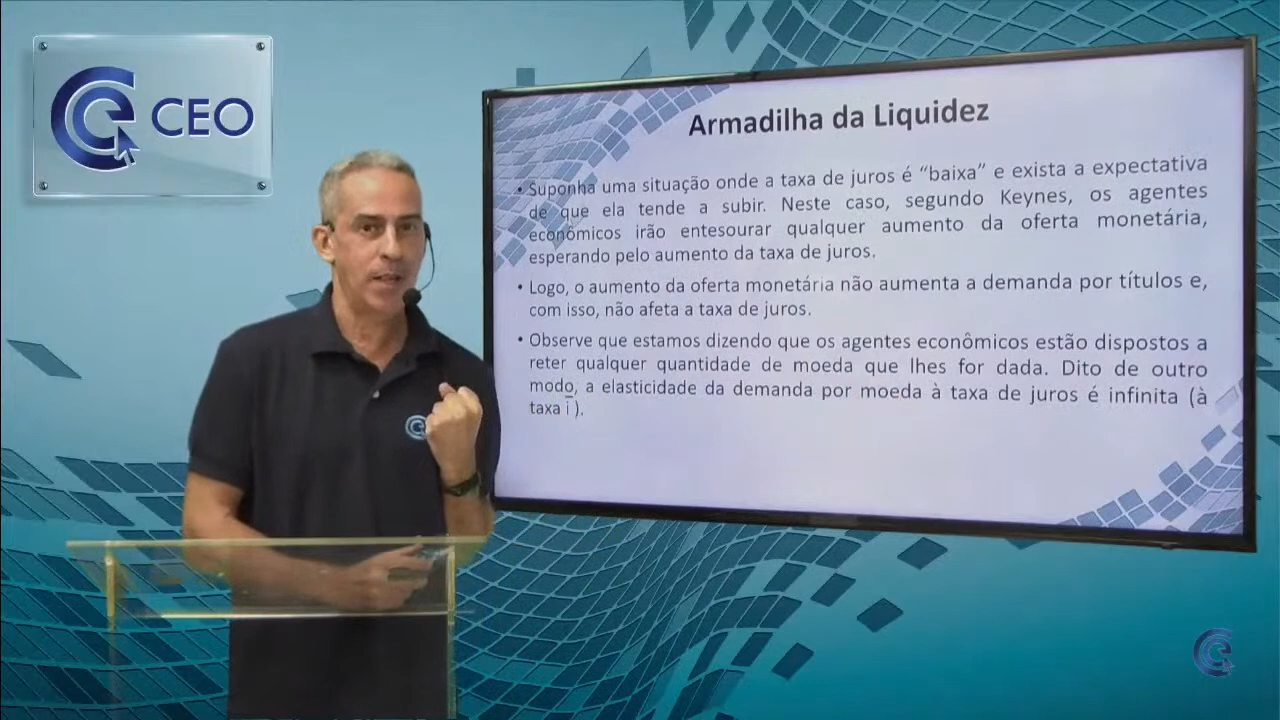 CEO
Armadilha da Liquidez
• Suponha uma situação onde a taxa de juros é “baixa” e exista a expectativa
de que ela tende a subir. Neste caso, segundo Keynes, os agentes
econômicos irão entesourar qualquer aumento da oferta monetária,
esperando pelo aumento da taxa de juros.
• Logo, o aumento da oferta monetária não aumenta a demanda por títulos e,
com isso, não afeta a taxa de juros.
• Observe que estamos dizendo que os agentes econômicos estão dispostos a
reter qualquer quantidade de moeda que lhes for dada. Dito de outro
modo, a elasticidade da demanda por moeda à taxa de juros é infinita (à
taxa i̅ ).